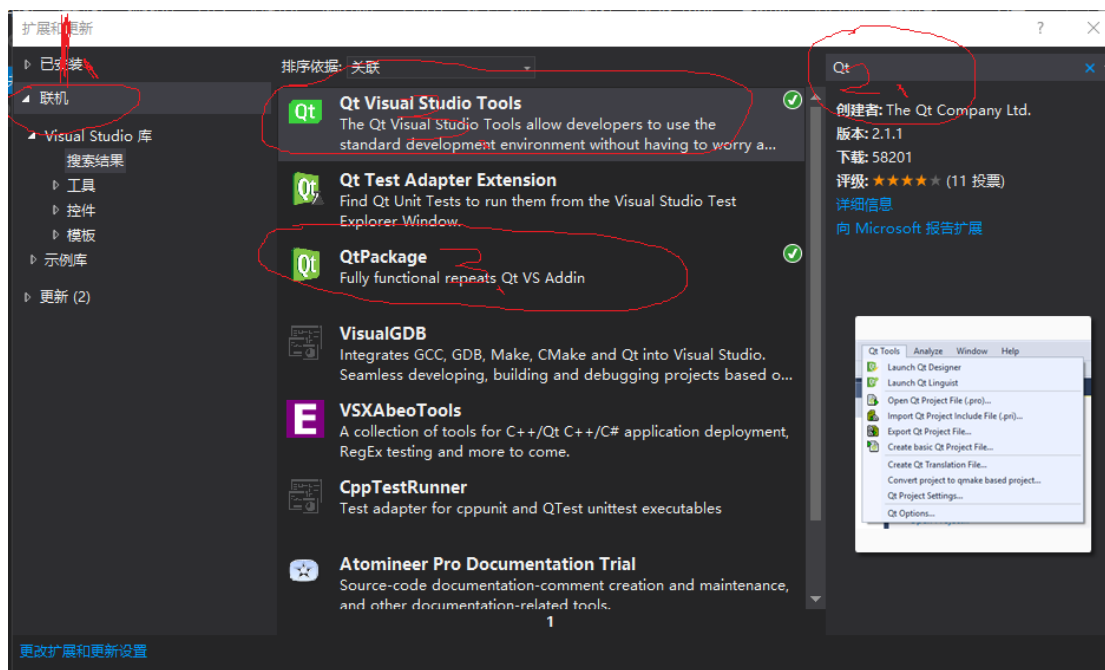 扩展和更新
?
已安装
联机
Visual Studio 库
搜索结果
工具
控件
模板
示例库
更新 (2)
更改扩展和更新设置
排序依据: 关联
Qt
Qt Visual Studio Tools
The Qt Visual Studio Tools allow developers to use the
standard development environment without having to worry a...
Qt
Qt Test Adapter Extension
Find Qt Unit Tests to run them from the Visual Studio Test
Explorer Window.
Qt
QtPackage
Fully functional repeats Qt VS Addin
VisualGDB
Integrates GCC, GDB, Make, CMake and Qt into Visual Studio.
Seamless developing, building and debugging projects based o...
E
VSXAbeoTools
A collection of tools for C++/Qt C++/C# application deployment,
RegEx testing and more to come.
CppTestRunner
Test adapter for cppunit and QTest unittest executables
Atomineer Pro Documentation Trial
Source-code documentation-comment creation and maintenance,
and other documentation-related tools.
1
Qt
2
创建者: The Qt Company Ltd.
版本: 2.1.1
下载: 58201
评级: ★★★★★ (11 投票)
详细信息
向 Microsoft 报告扩展
Qt Tools Analyze Window Help
Launch Qt Designer
Launch Qt Linguist
Open Qt Project File (.pro)...
Import Qt Project Include File (.pri)...
Export Qt Project File...
Create basic Qt Project File...
Create Qt Translation File...
Convert project to qmake based project...
Qt Project Settings...
Qt Options...